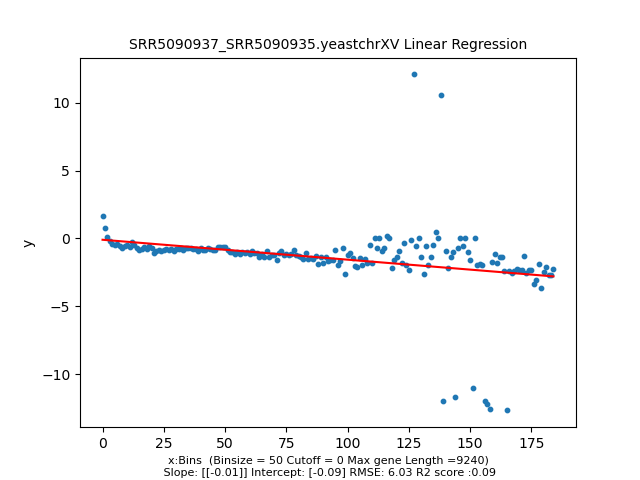 SRR5090937_SRR5090935.yeastchrXV Linear Regression
10
5
0
−5
−10
y
0 25 50 75 100 125 150 175
x:Bins (Binsize = 50 Cutoff = 0 Max gene Length =9240)
Slope: [[-0.01]] Intercept: [-0.09] RMSE: 6.03 R2 score :0.09